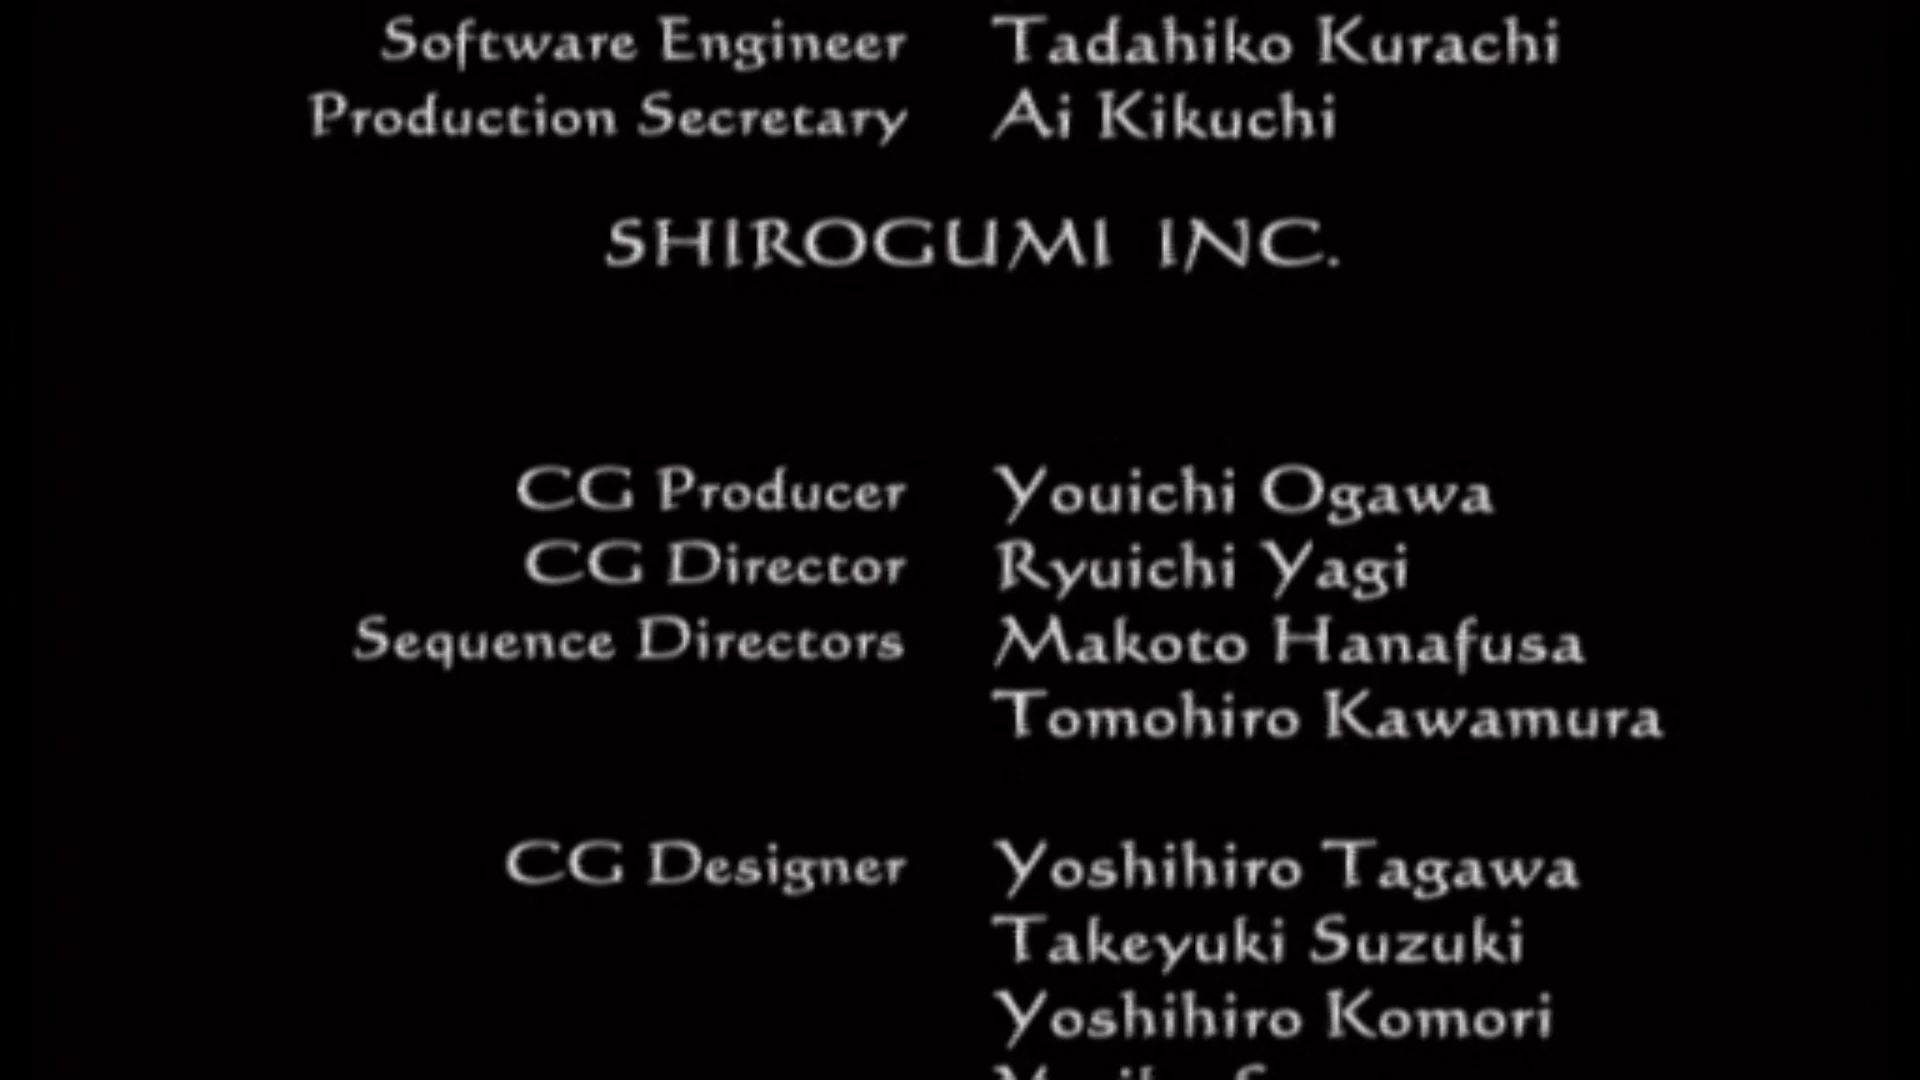 Software Engineer Tadahiko Kurachi
Production Secretary Ai Kikuchi
SHIROGUMI INC.
CG Producer Youichi Ogawa
CG Director Ryuichi Yagi
Sequence Directors Makoto Hanafusa
Tomohiro Kawamura
CG Designer Yoshihiro Tagawa
Takeyuki Suzuki
Yoshihiro Komori